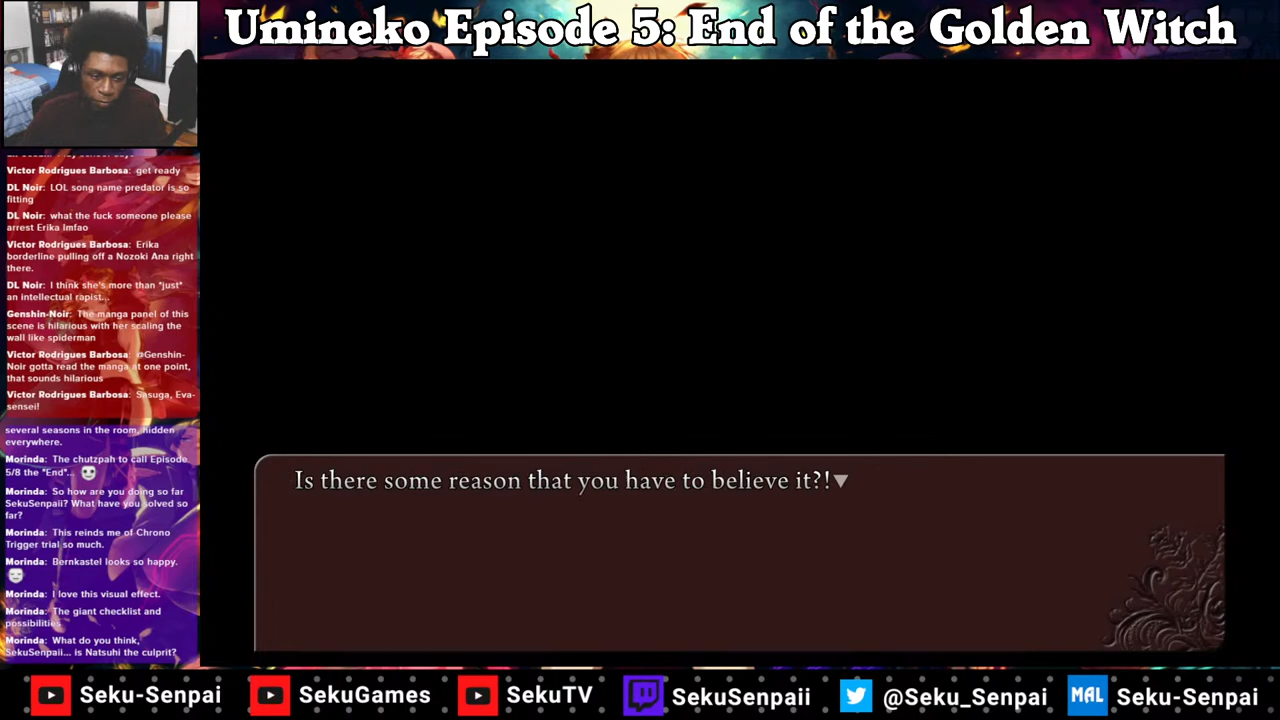 Umineko Episode 5: End of the Golden Witch
Victor Rodrigues Barbosa: get ready
DL Noir: LOL song name predator is so
fitting
DL Noir: what the fuck someone please
arrest Erika lmfao
Victor Rodrigues Barbosa: Erika
borderline pulling off a Nozoki Ana right
there.
DL Noir: I think she's more than *just*
an intellectual rapist...
Genshin-Noir: The manga panel of this
scene is hilarious with her scaling the
wall like spiderman
Victor Rodrigues Barbosa: @Genshin-
Noir gotta read the manga at one point,
that sounds hilarious
Victor Rodrigues Barbosa: Sasuga, Eva-
sensei!
several seasons in the room, hidden
everywhere.
Morinda: The chutzpah to call Episode
5/8 the "End"...
Morinda: So how are you doing so far
SekuSenpaii? What have you solved so
far?
Morinda: This reinds me of Chrono
Trigger trial so much.
Morinda: Bernkastel looks so happy.
Morinda: I love this visual effect.
Morinda: The giant checklist and
possibilities
Morinda: What do you think,
SekuSenpaii... is Natsuhi the culprit?
Is there some reason that you have to believe it?!
Seku-Senpai
SekuGames
SekuTV
SekuSenpaii
@Seku_Senpai
MAL
Seku-Senpai